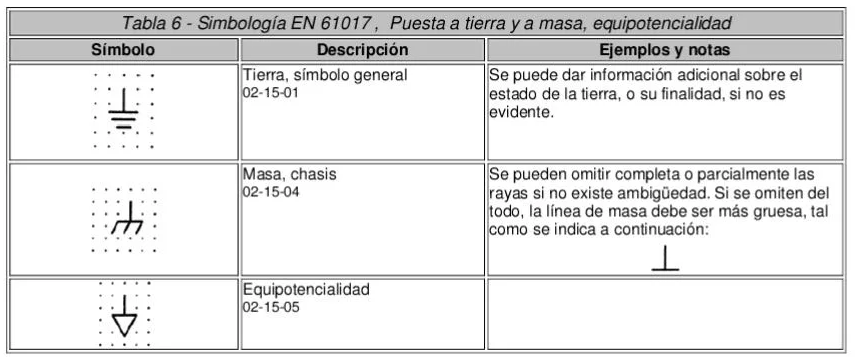 Tabla 6 - Simbología EN 61017 , Puesta a tierra y a masa, equipotencialidad
Símbolo
Descripción
Ejemplos y notas
Tierra, símbolo general
02-15-01
Se puede dar información adicional sobre el
estado de la tierra, o su finalidad, si no es
evidente.
Masa, chasis
02-15-04
Se pueden omitir completa o parcialmente las
rayas si no existe ambigüedad. Si se omiten del
todo, la línea de masa debe ser más gruesa, tal
como se indica a continuación:
Equipotencialidad
02-15-05